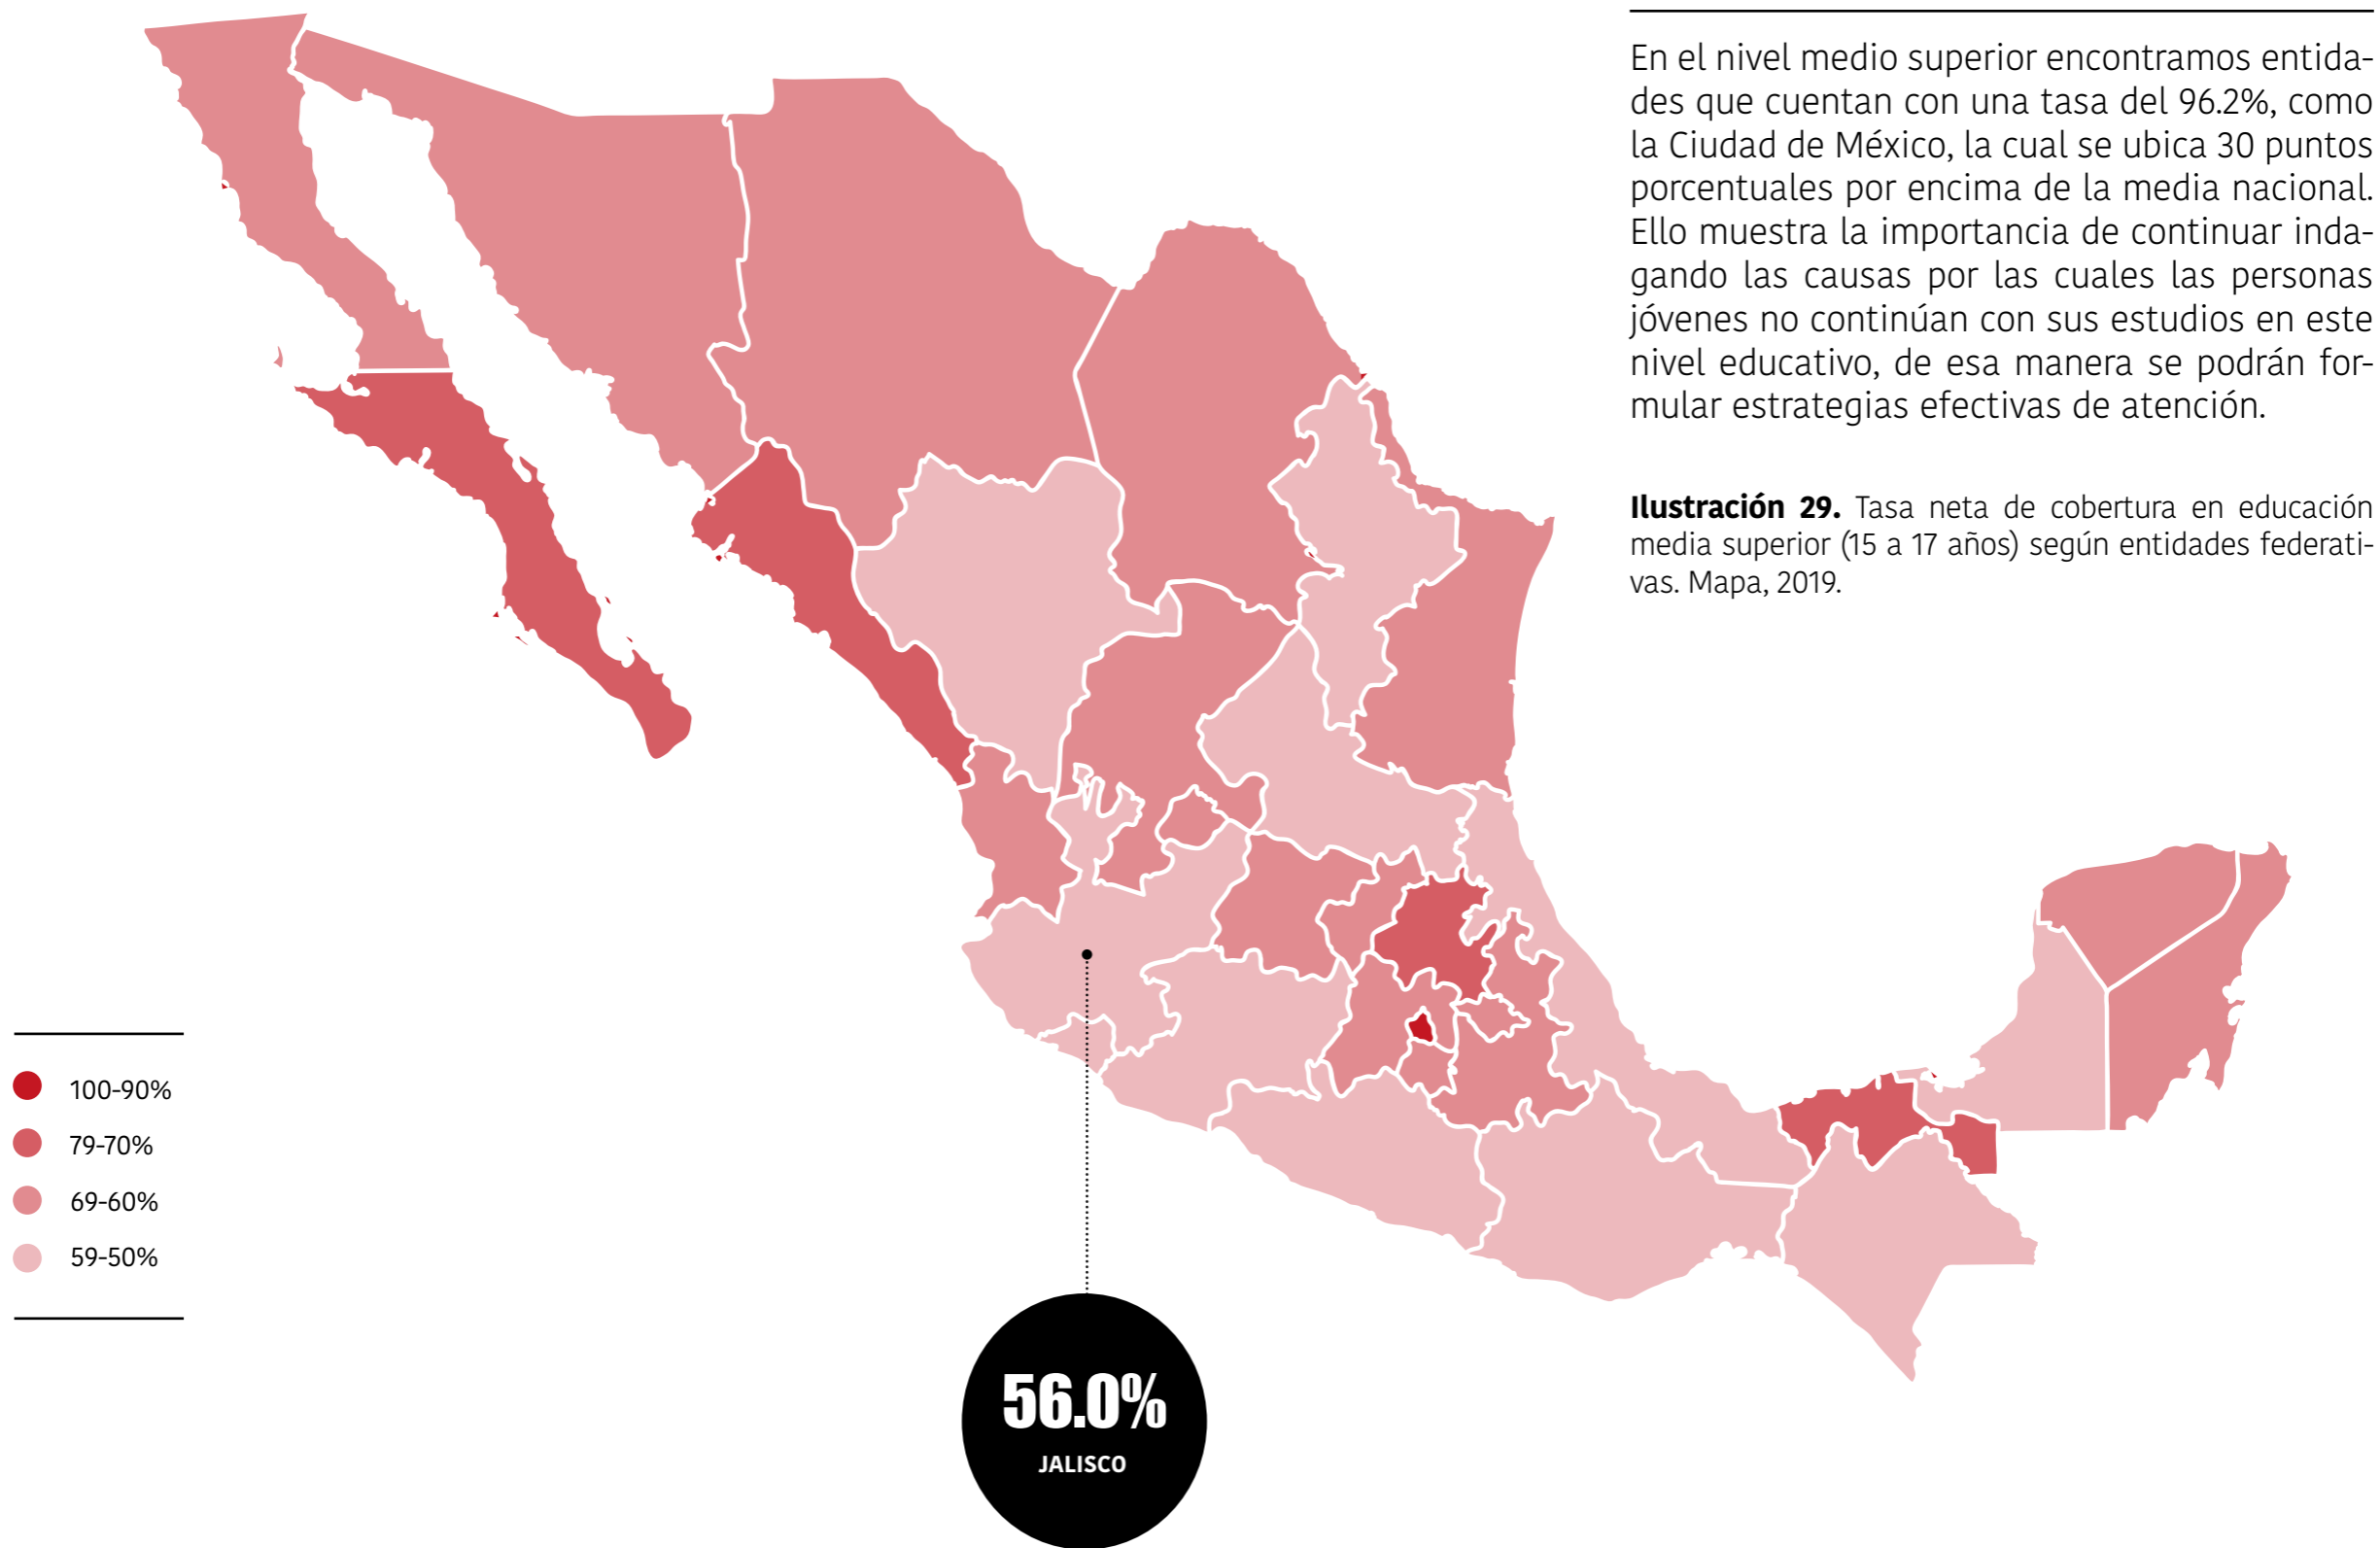 En el nivel medio superior encontramos entida-
des que cuentan con una tasa del 96.2%, como
la Ciudad de México, la cual se ubica 30 puntos
porcentuales por encima de la media nacional.
Ello muestra la importancia de continuar inda-
gando las causas por las cuales las personas
jóvenes no continúan con sus estudios en este
nivel educativo, de esa manera se podrán for-
mular estrategias efectivas de atención.
Ilustración 29. Tasa neta de cobertura en educación
media superior (15 a 17 años) según entidades federati-
vas. Mapa, 2019.
100-90%
79-70%
69-60%
59-50%
56.0%
JALISCO